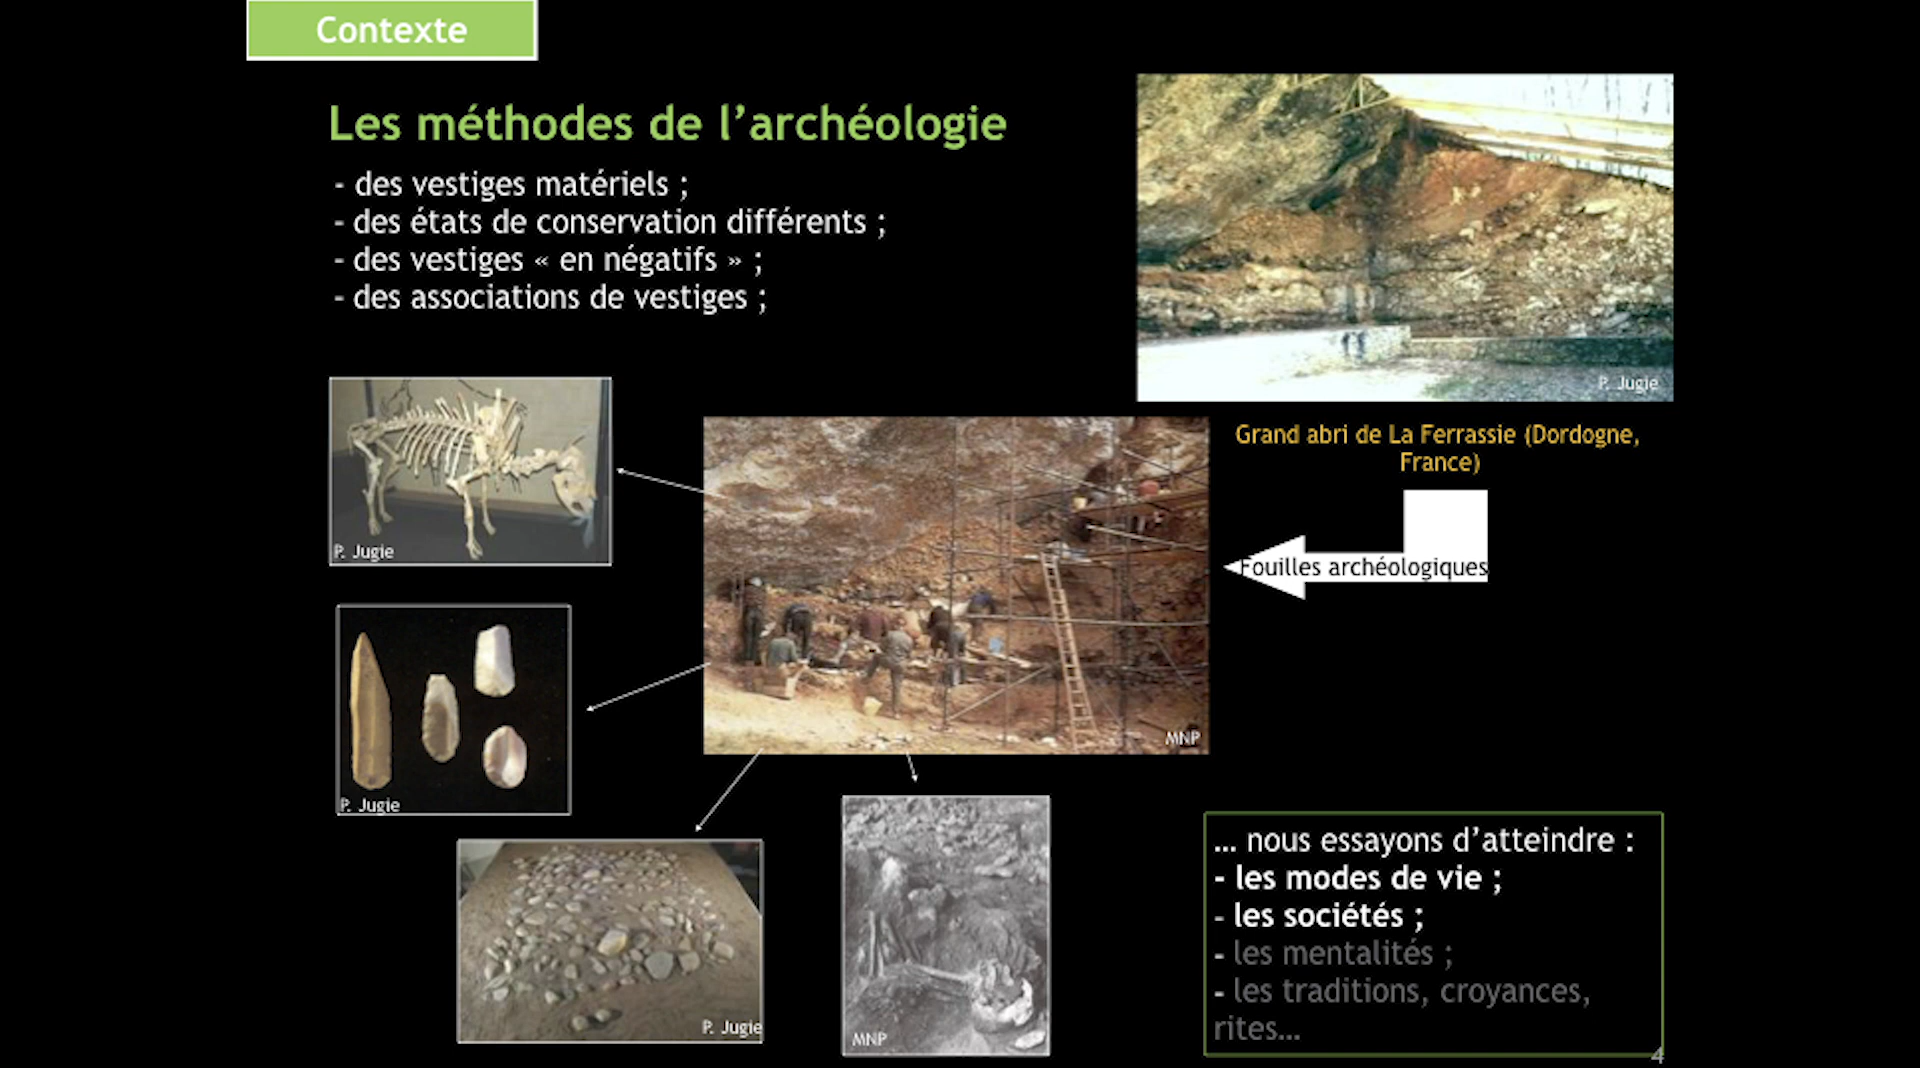 Contexte
Les méthodes de l’archéologie
- des vestiges matériels ;
- des états de conservation différents ;
- des vestiges « en négatifs » ;
- des associations de vestiges ;
P. Jugie
Grand abri de La Ferrassie (Dordogne,
France)
Fouilles archéologiques
P. Jugie
MNP
P. Jugie
P. Jugie
MNP
… nous essayons d’atteindre :
- les modes de vie ;
- les sociétés ;
- les mentalités ;
- les traditions, croyances,
rites…
4